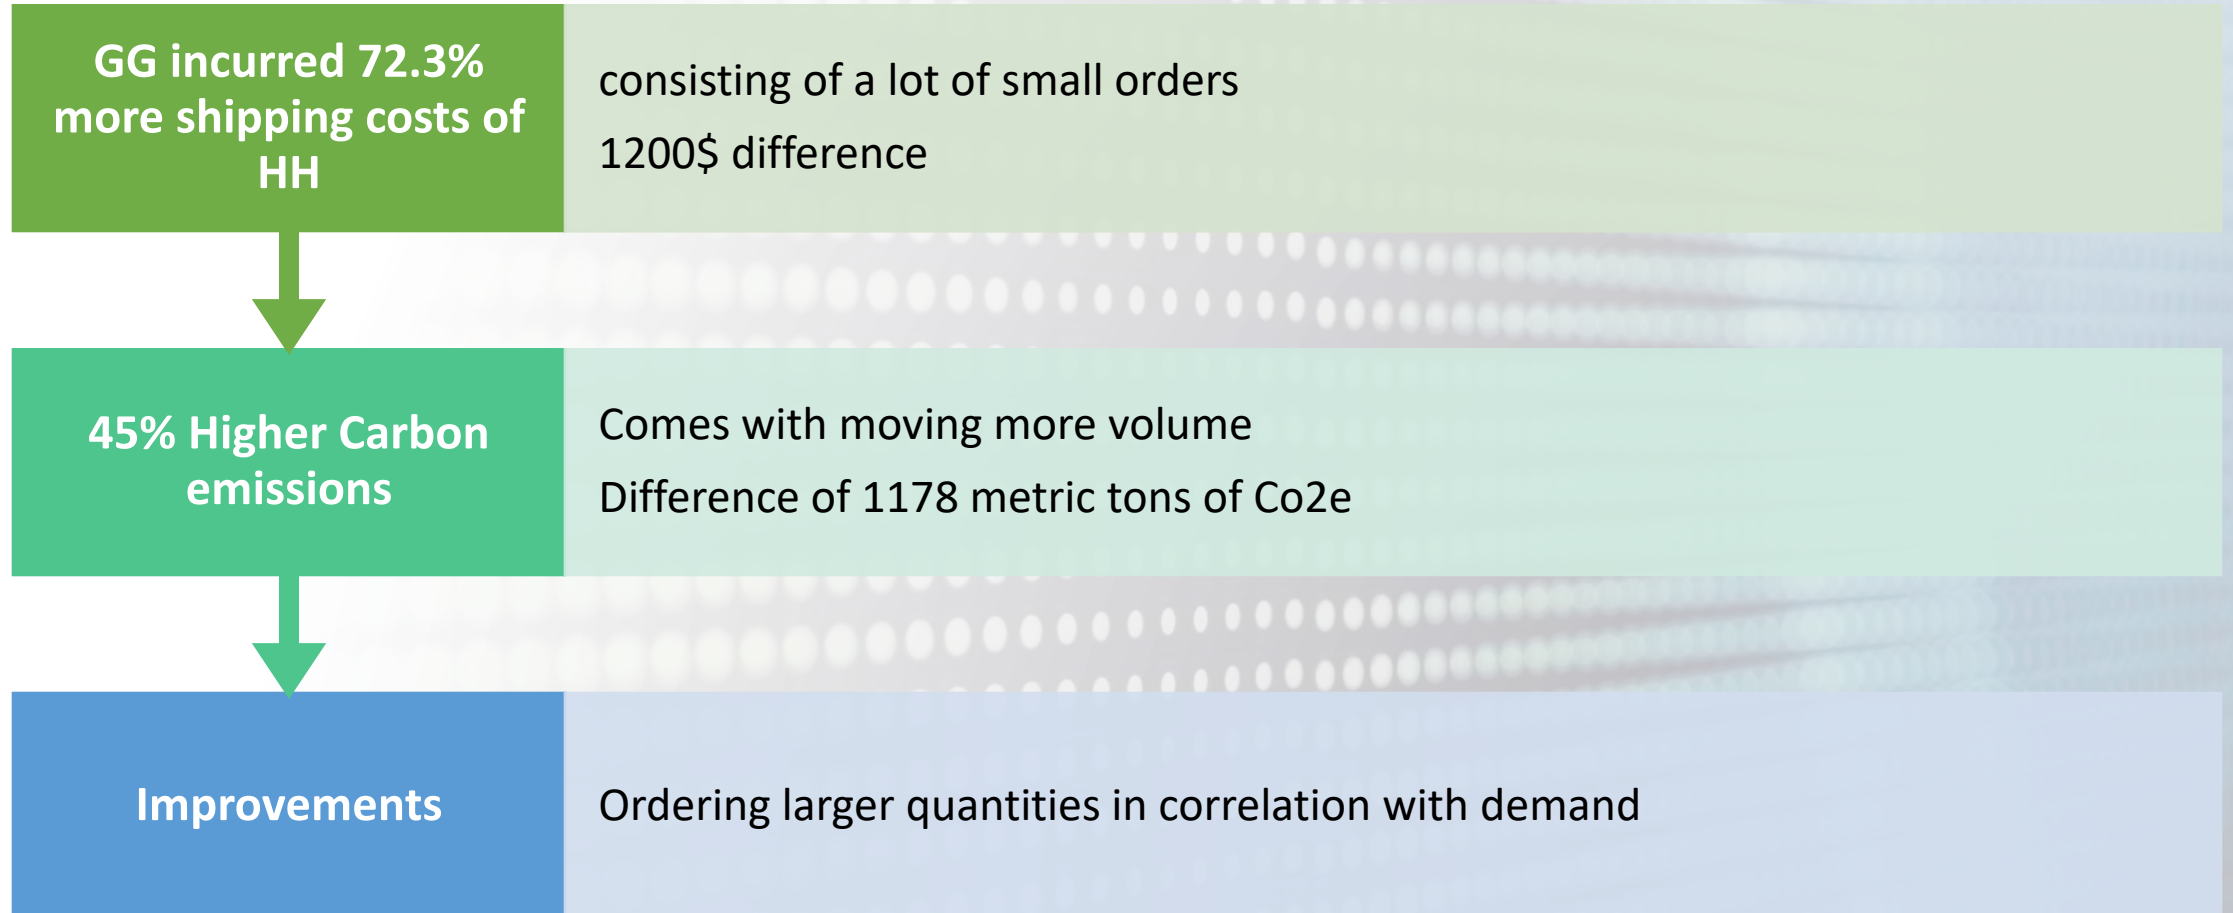 GG incurred 72.3%
more shipping costs of
HH
consisting of a lot of small orders
1200$ difference
45% Higher Carbon
emissions
Comes with moving more volume
Difference of 1178 metric tons of Co2e
Improvements
Ordering larger quantities in correlation with demand